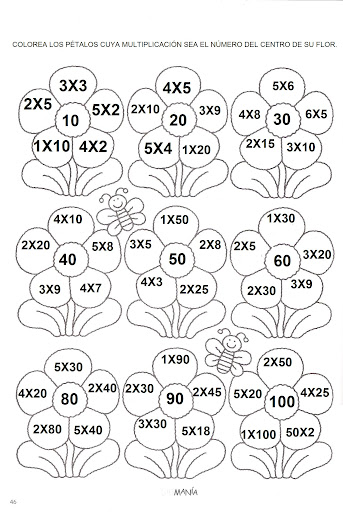 COLOREA LOS PÉTALOS CUYA MULTIPLICACIÓN SEA EL NÚMERO DEL CENTRO DE SU FLOR.
3X3
2X5
5X2
10
1X10
4X2
4X5
2X10
3X9
20
5X4
1X20
5X6
4X8
6X5
30
2X15
3X10
4X10
2X20
5X8
40
3X9
4X7
1X50
3X5
2X8
50
4X3
2X25
1X30
2X5
3X20
60
2X30
3X9
5X30
4X20
2X40
80
2X80
5X40
1X90
2X30
2X45
90
3X30
5X18
2X50
5X20
4X25
100
1X100
50X2
MANÍA
46